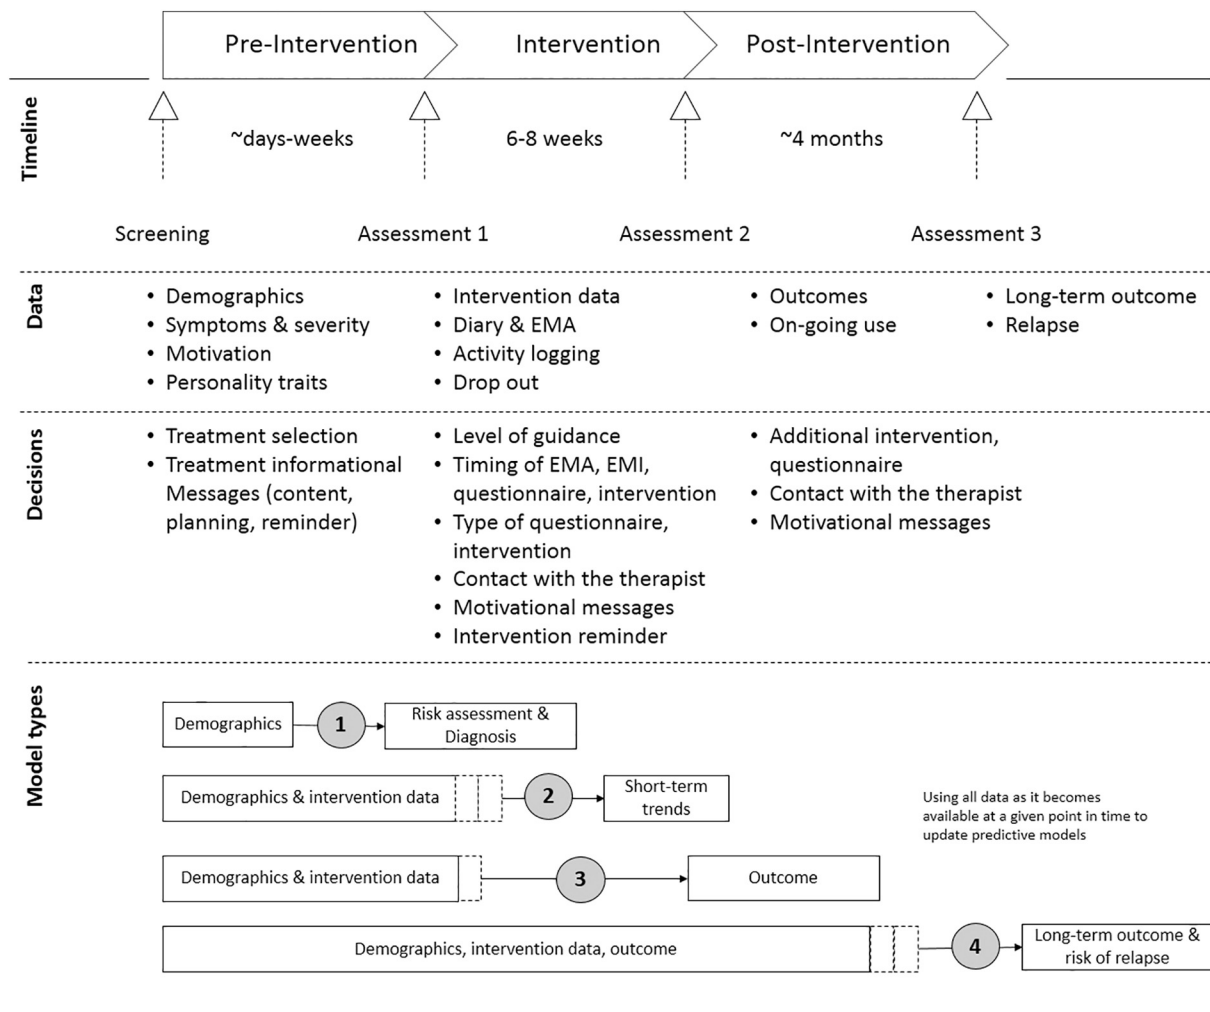 Pre-Intervention
Intervention
Post-Intervention
Timeline
~days-weeks
6-8 weeks
~4 months
Screening
Assessment 1
Assessment 2
Assessment 3
Data
• Demographics
• Symptoms & severity
• Motivation
• Personality traits
• Intervention data
• Diary & EMA
• Activity logging
• Drop out
• Outcomes
• On-going use
• Long-term outcome
• Relapse
Decisions
• Treatment selection
• Treatment informational
Messages (content,
planning, reminder)
• Level of guidance
• Timing of EMA, EMI,
questionnaire, intervention
• Type of questionnaire,
intervention
• Contact with the therapist
• Motivational messages
• Intervention reminder
• Additional intervention,
questionnaire
• Contact with the therapist
• Motivational messages
Model types
Demographics
1
Risk assessment &
Diagnosis
Demographics & intervention data
2
Short-term
trends
Using all data as it becomes
available at a given point in time to
update predictive models
Demographics & intervention data
3
Outcome
Demographics, intervention data, outcome
4
Long-term outcome &
risk of relapse